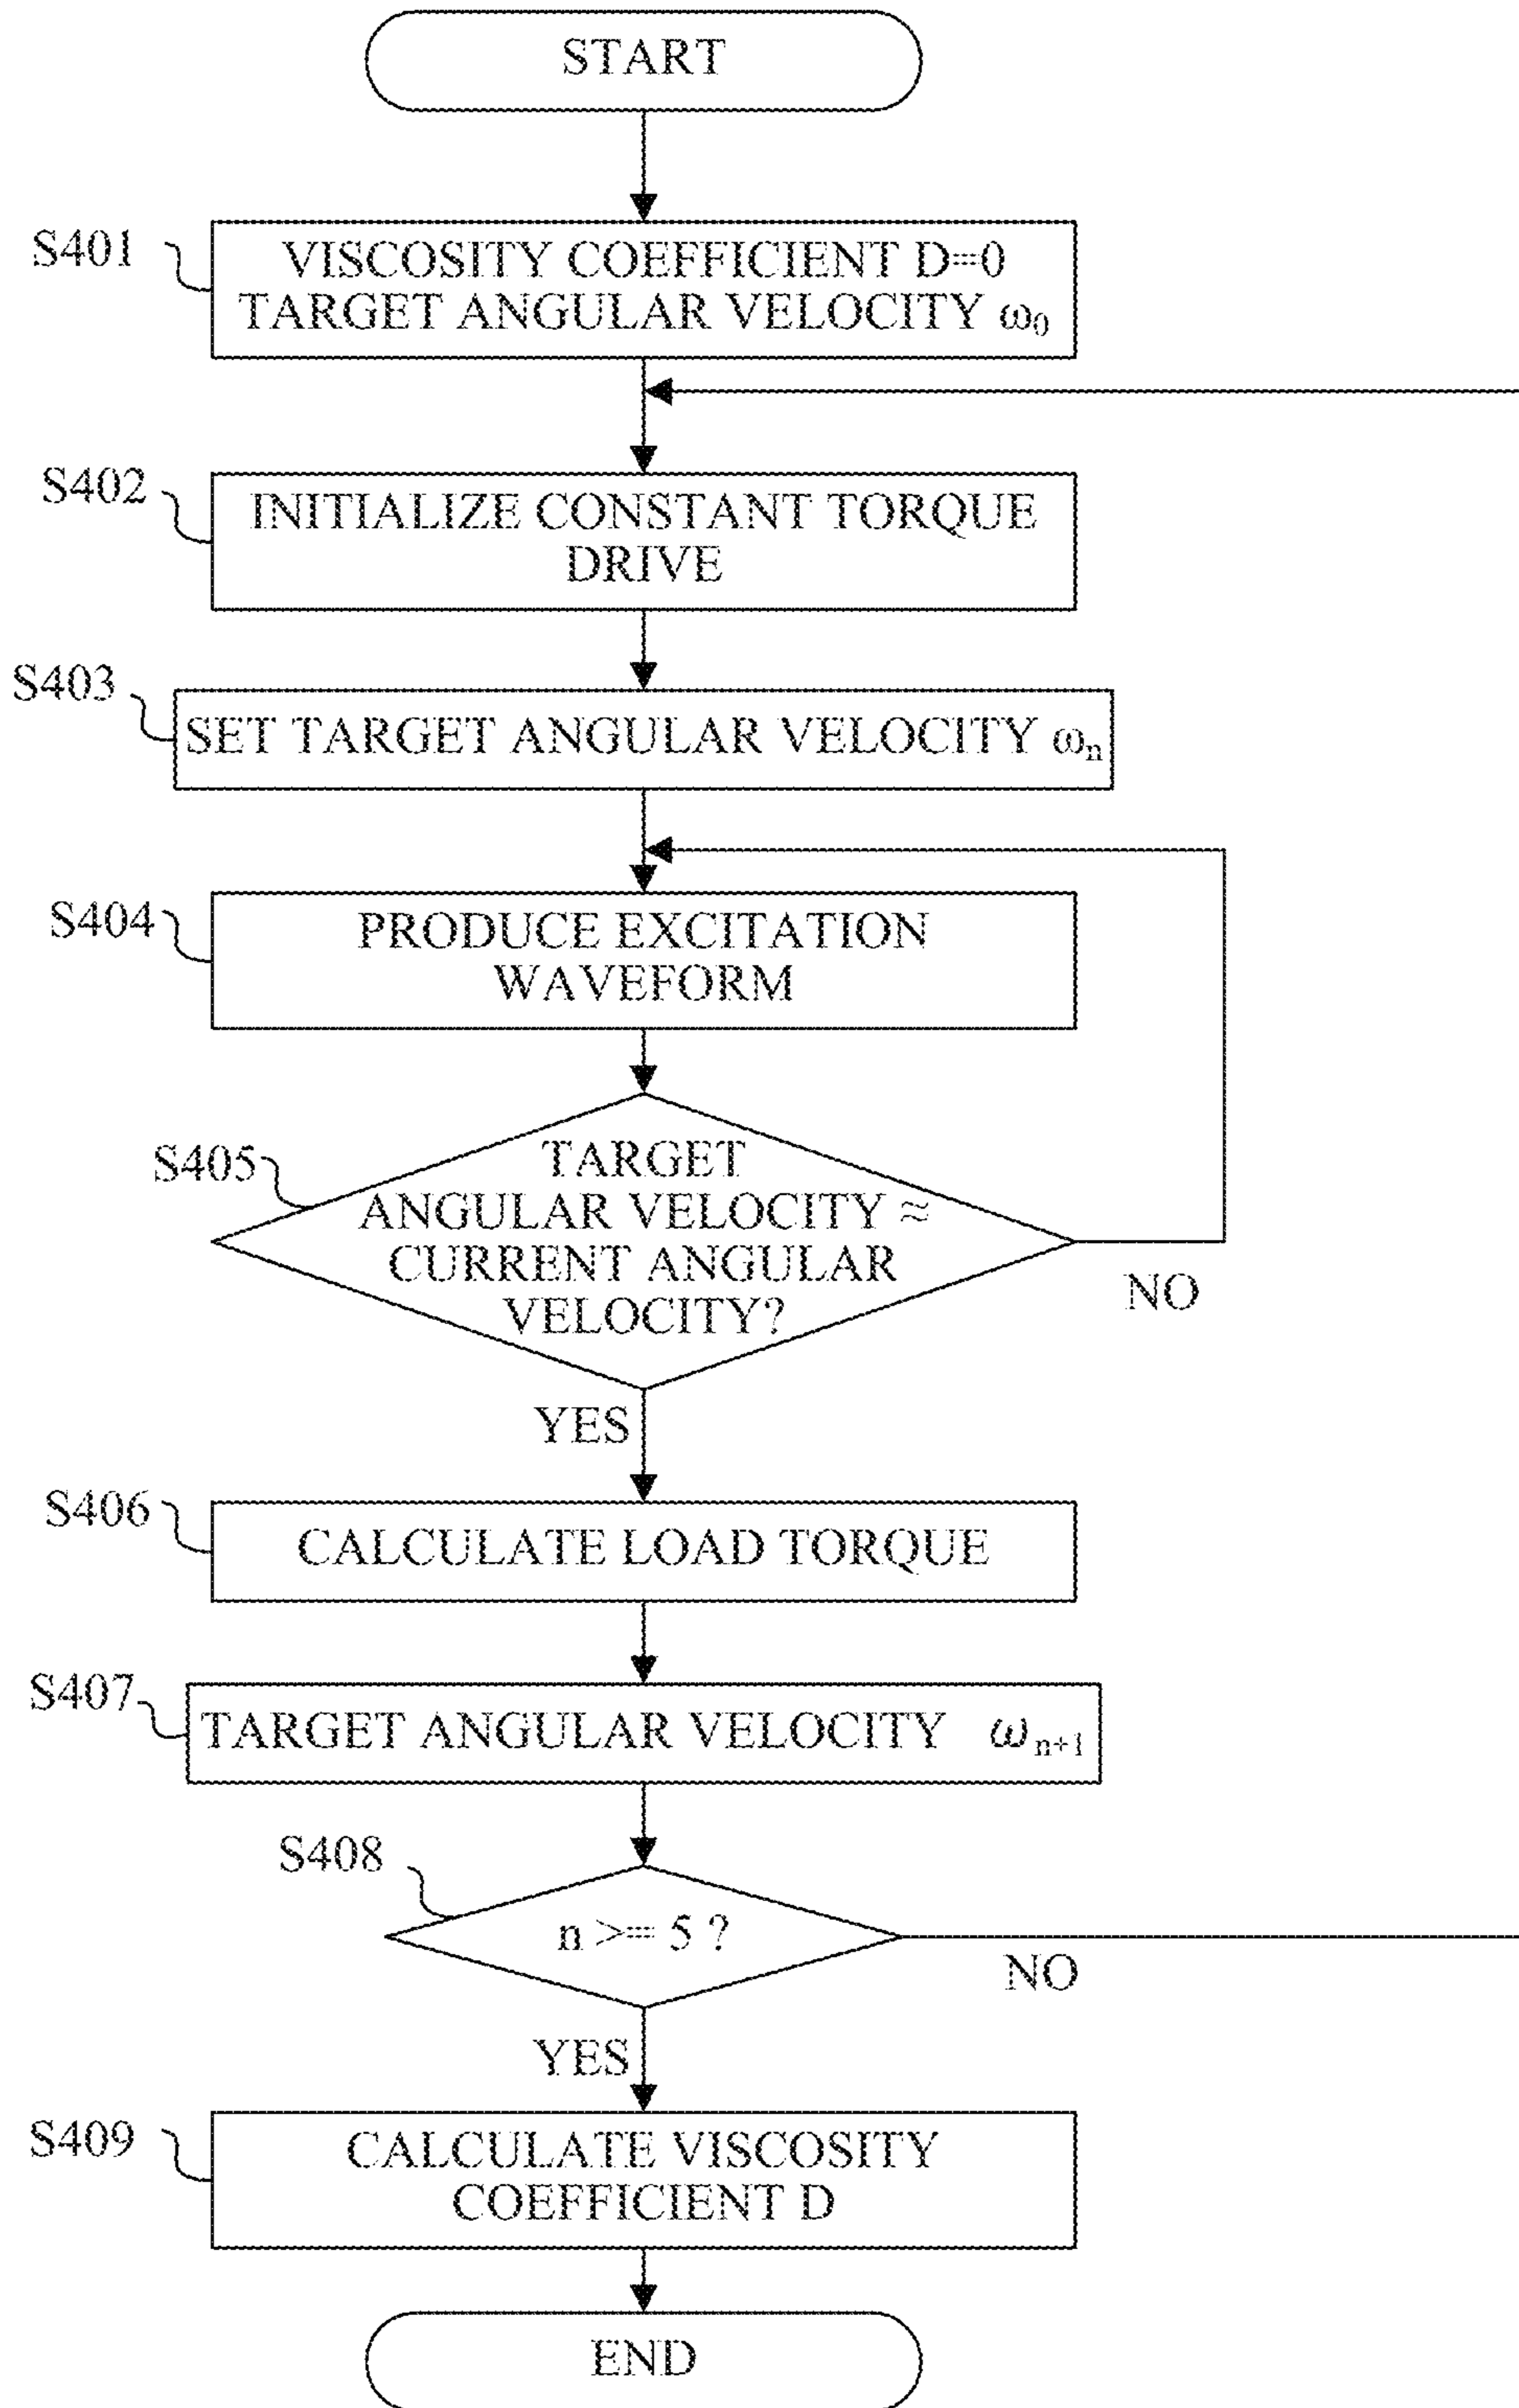 START
S401
VISCOSITY COEFFICIENT D=0
TARGET ANGULAR VELOCITY ω₀
S402
INITIALIZE CONSTANT TORQUE
DRIVE
S403
SET TARGET ANGULAR VELOCITY ωₙ
S404
PRODUCE EXCITATION
WAVEFORM
S405
TARGET
ANGULAR VELOCITY ≈
CURRENT ANGULAR
VELOCITY?
NO
YES
S406
CALCULATE LOAD TORQUE
S407
TARGET ANGULAR VELOCITY ωₙ₊₁
S408
n >= 5 ?
NO
YES
S409
CALCULATE VISCOSITY
COEFFICIENT D
END